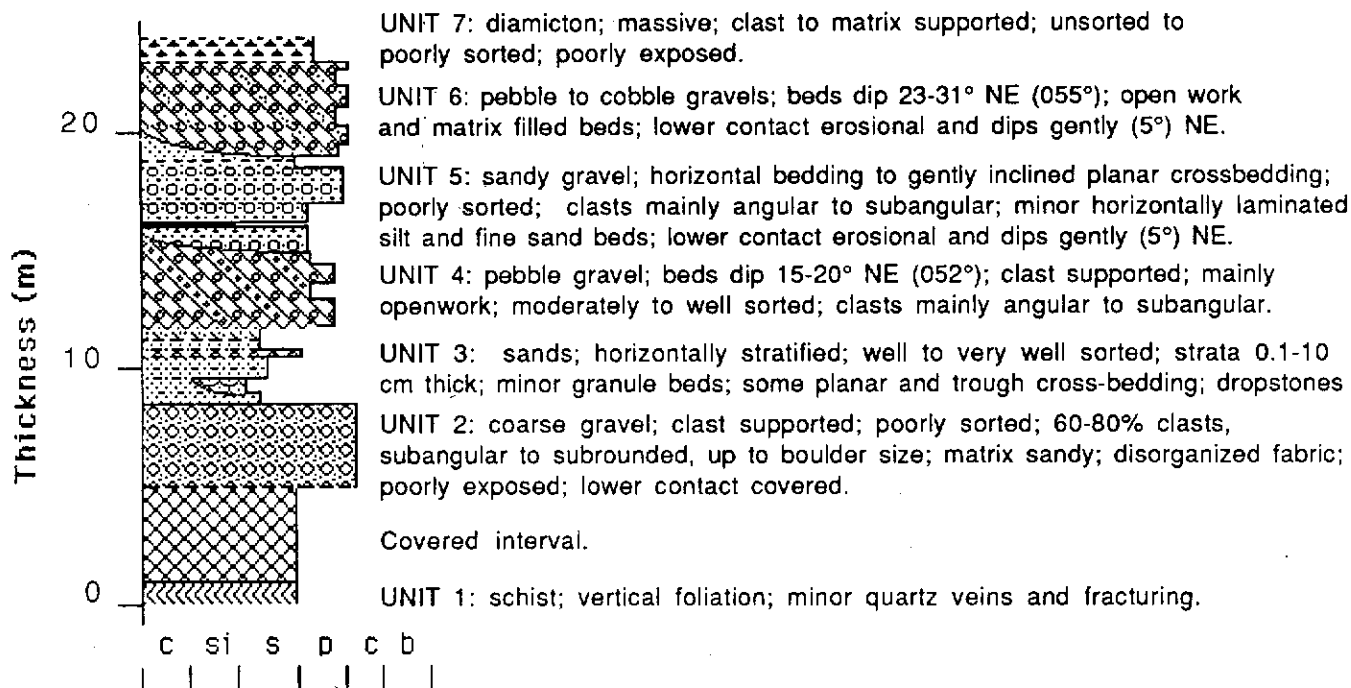 UNIT 7: diamicton; massive; clast to matrix supported; unsorted to
poorly sorted; poorly exposed.
UNIT 6: pebble to cobble gravels; beds dip 23-31° NE (055°); open work
and matrix filled beds; lower contact erosional and dips gently (5°) NE.
UNIT 5: sandy gravel; horizontal bedding to gently inclined planar crossbedding;
poorly sorted; clasts mainly angular to subangular; minor horizontally laminated
silt and fine sand beds; lower contact erosional and dips gently (5°) NE.
UNIT 4: pebble gravel; beds dip 15-20° NE (052°); clast supported; mainly
openwork; moderately to well sorted; clasts mainly angular to subangular.
UNIT 3: sands; horizontally stratified; well to very well sorted; strata 0.1-10
cm thick; minor granule beds; some planar and trough cross-bedding; dropstones
UNIT 2: coarse gravel; clast supported; poorly sorted; 60-80% clasts,
subangular to subrounded, up to boulder size; matrix sandy; disorganized fabric;
poorly exposed; lower contact covered.
Covered interval.
UNIT 1: schist; vertical foliation; minor quartz veins and fracturing.
Thickness (m)
20
10
0
c si s p c b